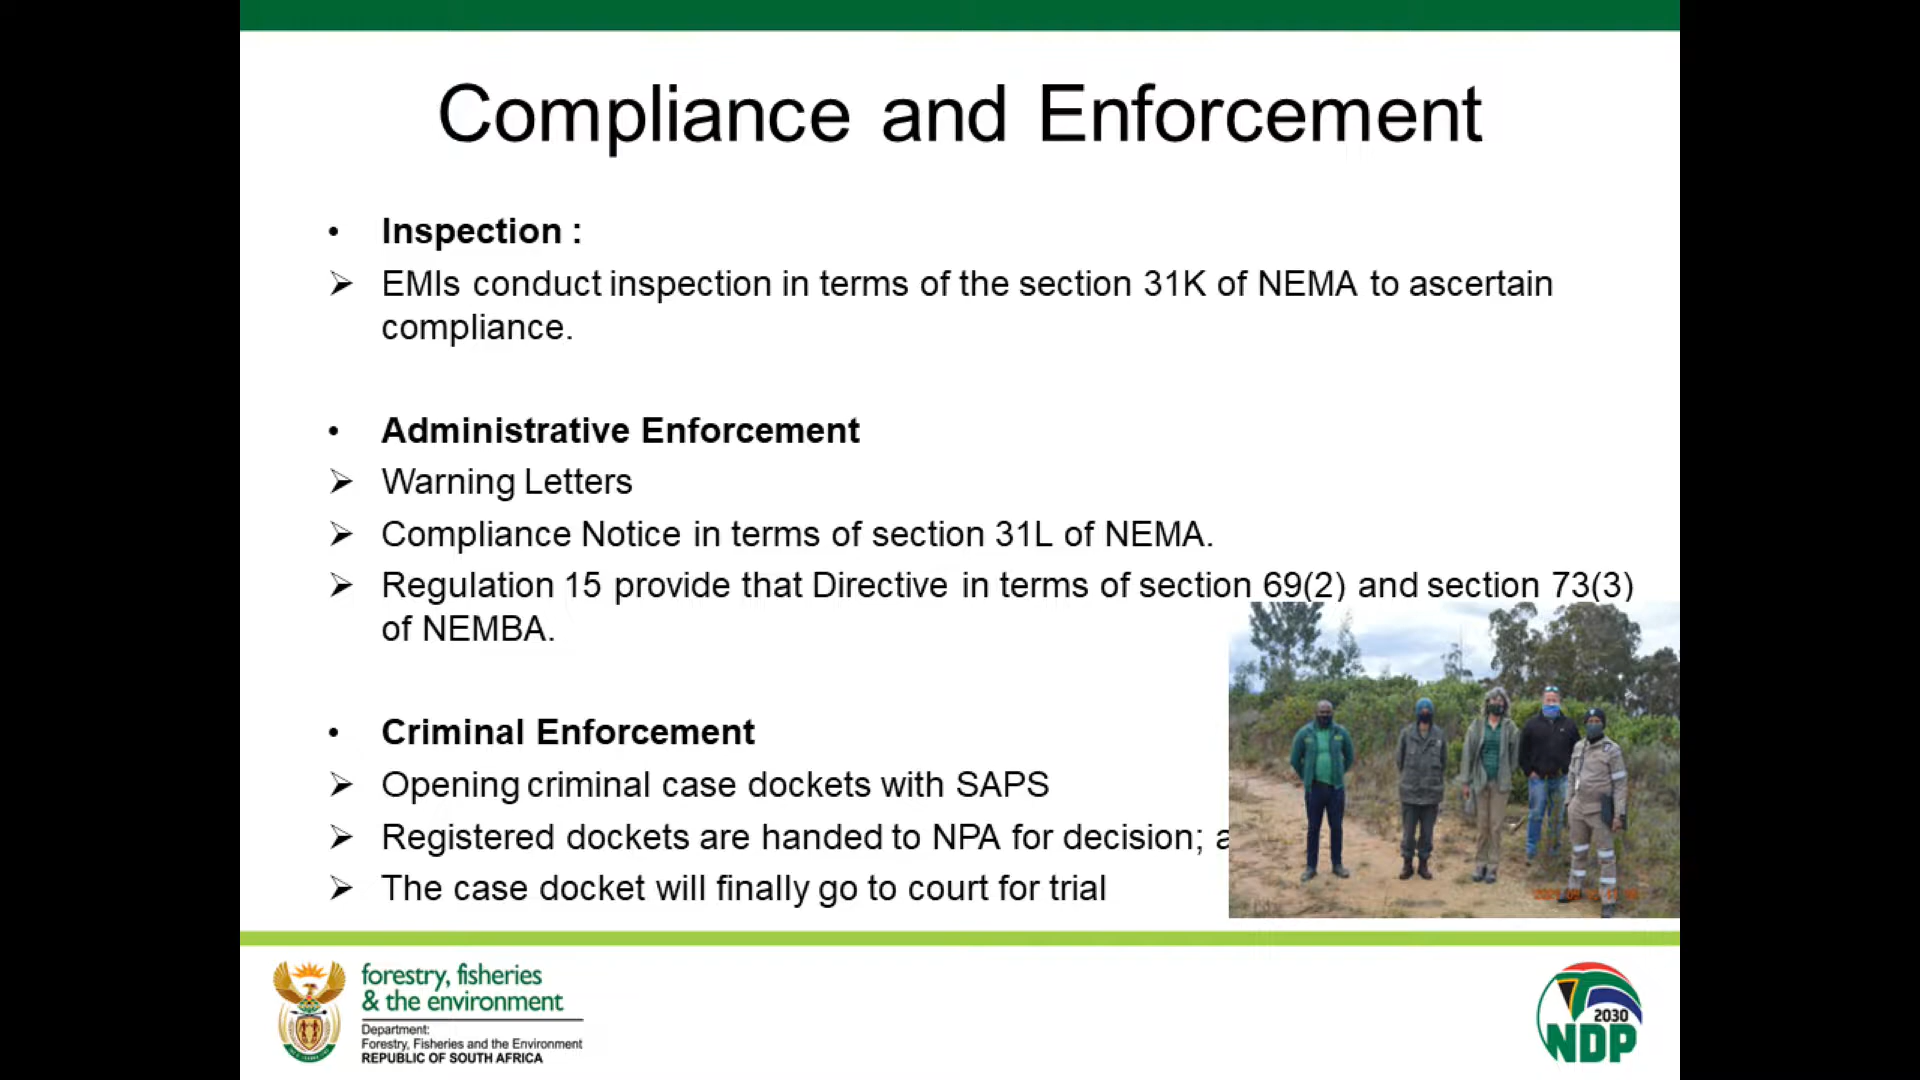 Compliance and Enforcement
• Inspection :
➢ EMIs conduct inspection in terms of the section 31K of NEMA to ascertain
compliance.
• Administrative Enforcement
➢ Warning Letters
➢ Compliance Notice in terms of section 31L of NEMA.
➢ Regulation 15 provide that Directive in terms of section 69(2) and section 73(3)
of NEMBA.
• Criminal Enforcement
➢ Opening criminal case dockets with SAPS
➢ Registered dockets are handed to NPA for decision;
➢ The case docket will finally go to court for trial
forestry, fisheries
& the environment
Department:
Forestry, Fisheries and the Environment
REPUBLIC OF SOUTH AFRICA
2030
NDP